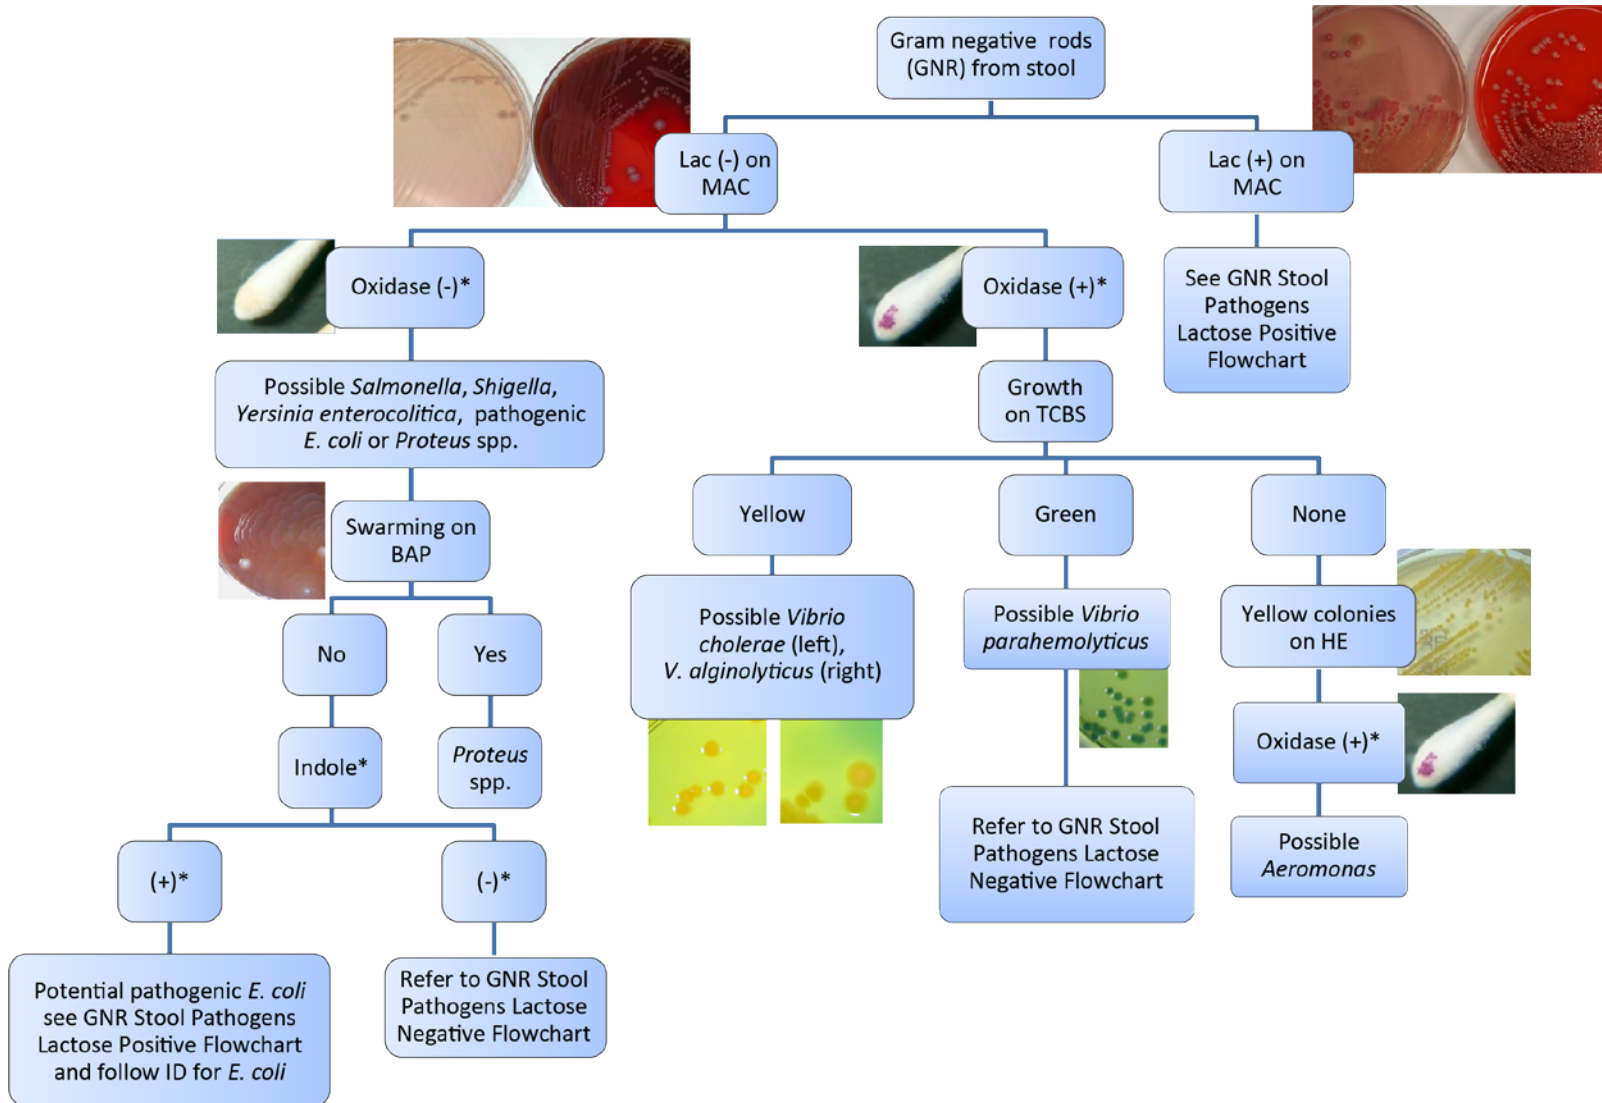 Gram negative rods
(GNR) from stool
Lac (-) on
MAC
Lac (+) on
MAC
Oxidase (-)*
Oxidase (+)*
See GNR Stool
Pathogens
Lactose Positive
Flowchart
Possible Salmonella, Shigella,
Yersinia enterocolitica, pathogenic
E. coli or Proteus spp.
Growth
on TCBS
Swarming on
BAP
Yellow
Green
None
No
Yes
Possible Vibrio
cholerae (left),
V. alginolyticus (right)
Possible Vibrio
parahemolyticus
Yellow colonies
on HE
Indole*
Proteus
spp.
Oxidase (+)*
(+)*
(-)*
Refer to GNR Stool
Pathogens Lactose
Negative Flowchart
Possible
Aeromonas
Potential pathogenic E. coli
see GNR Stool Pathogens
Lactose Positive Flowchart
and follow ID for E. coli
Refer to GNR Stool
Pathogens Lactose
Negative Flowchart